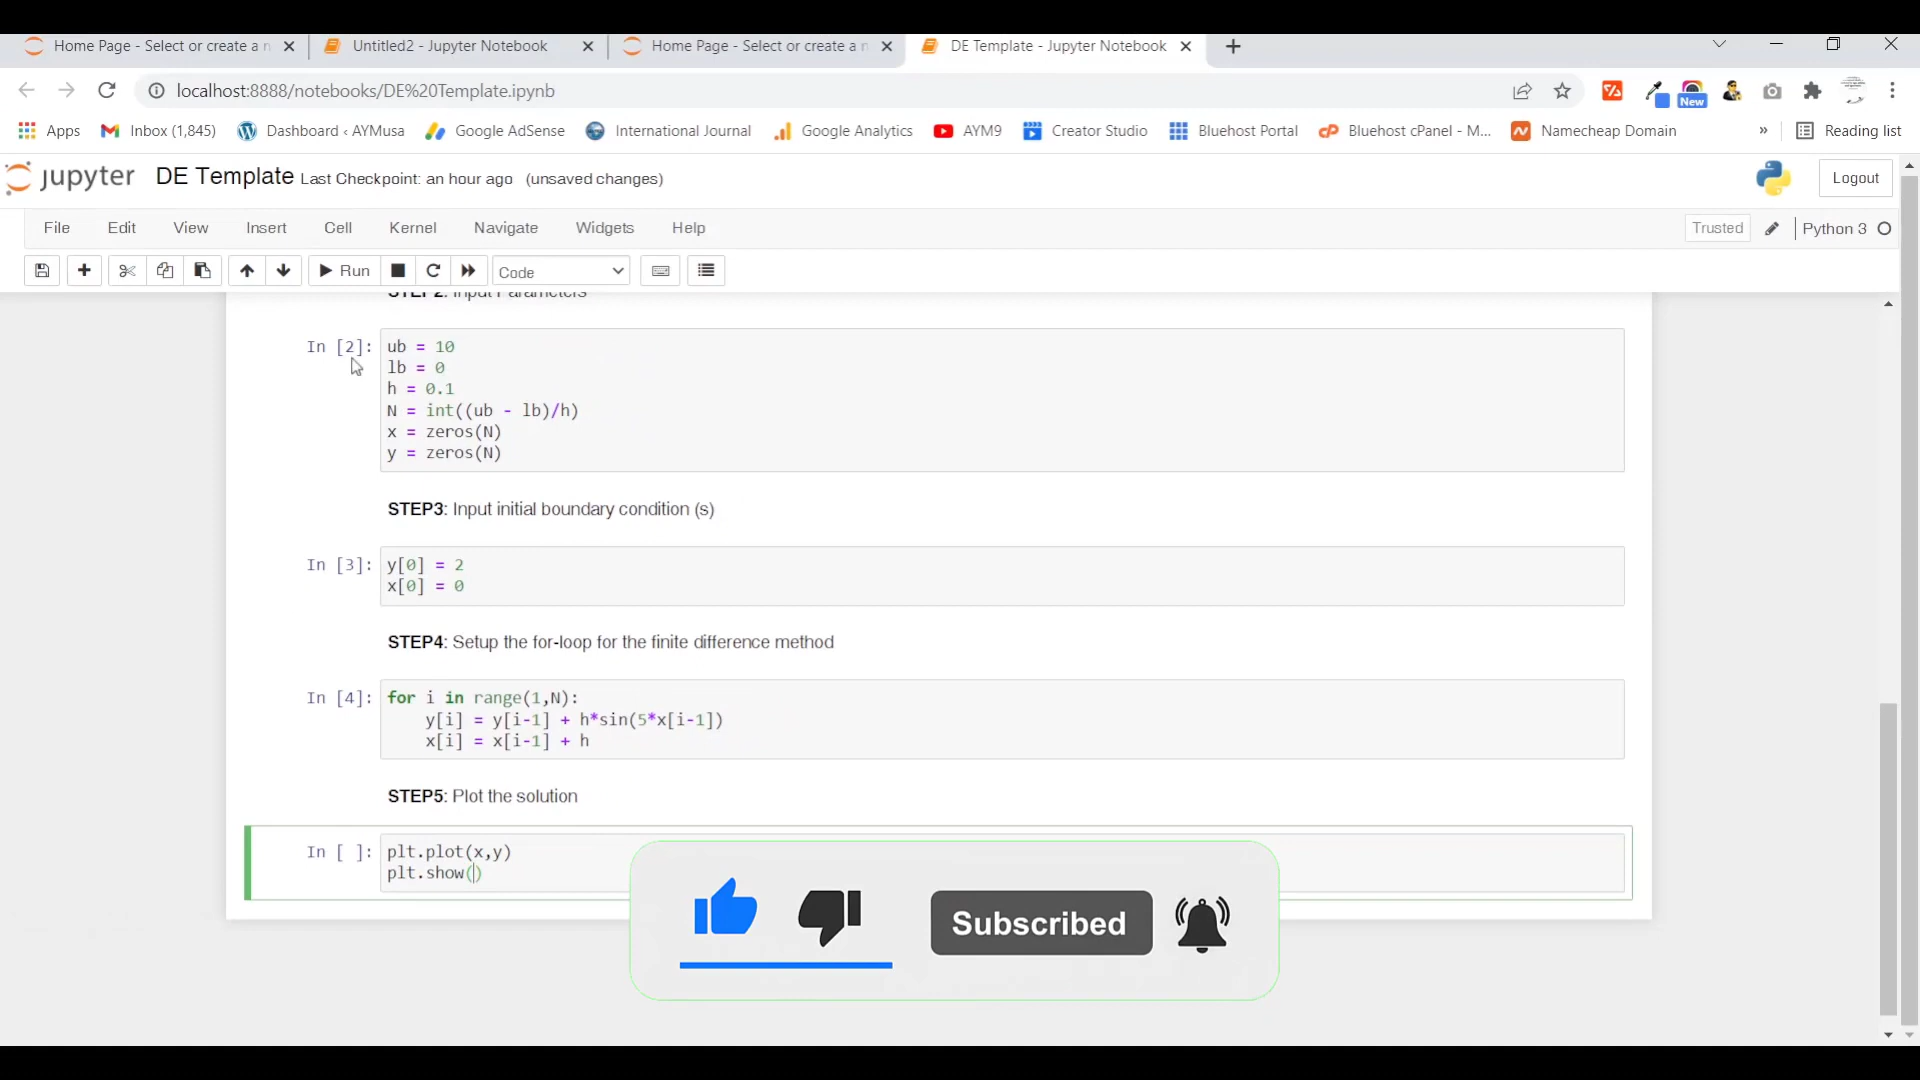 Home Page - Select or create a n
Untitled2 - Jupyter Notebook
Home Page - Select or create a n
DE Template - Jupyter Notebook
localhost:8888/notebooks/DE%20Template.ipynb
New
Apps
Inbox (1,845)
Dashboard ‹ AYMusa
Google AdSense
International Journal
Google Analytics
AYM9
Creator Studio
Bluehost Portal
Bluehost cPanel - M...
Namecheap Domain
»
Reading list
jupyter
DE Template
Last Checkpoint: an hour ago
(unsaved changes)
Logout
File
Edit
View
Insert
Cell
Kernel
Navigate
Widgets
Help
Trusted
Python 3
Run
Code
STEP2: Input Parameters
In [2]:
ub = 10
lb = 0
h = 0.1
N = int((ub - lb)/h)
x = zeros(N)
y = zeros(N)
STEP3: Input initial boundary condition (s)
In [3]:
y[0] = 2
x[0] = 0
STEP4: Setup the for-loop for the finite difference method
In [4]:
for i in range(1,N):
y[i] = y[i-1] + h*sin(5*x[i-1])
x[i] = x[i-1] + h
STEP5: Plot the solution
In [ ]:
plt.plot(x,y)
plt.show()
Subscribed